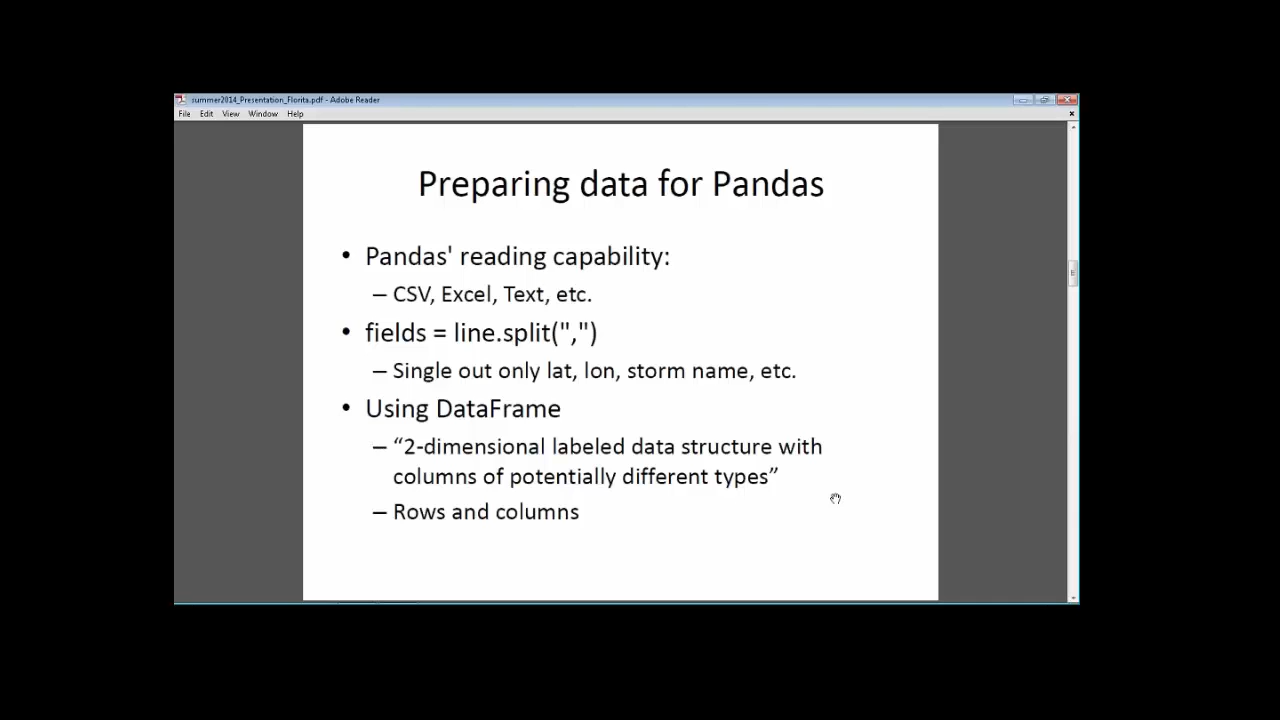 summer2014_Presentation_Florita.pdf - Adobe Reader
File Edit View Window Help
Preparing data for Pandas
• Pandas' reading capability:
– CSV, Excel, Text, etc.
• fields = line.split(",")
– Single out only lat, lon, storm name, etc.
• Using DataFrame
– “2-dimensional labeled data structure with
columns of potentially different types”
– Rows and columns